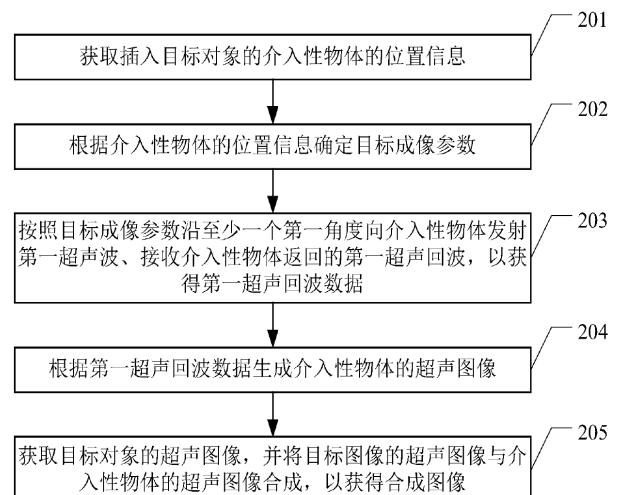 201
获取插入目标对象的介入性物体的位置信息
202
根据介入性物体的位置信息确定目标成像参数
203
按照目标成像参数沿至少一个第一角度向介入性物体发射
第一超声波、接收介入性物体返回的第一超声回波，以获
得第一超声回波数据
204
根据第一超声回波数据生成介入性物体的超声图像
205
获取目标对象的超声图像，并将目标图像的超声图像与介
入性物体的超声图像合成，以获得合成图像